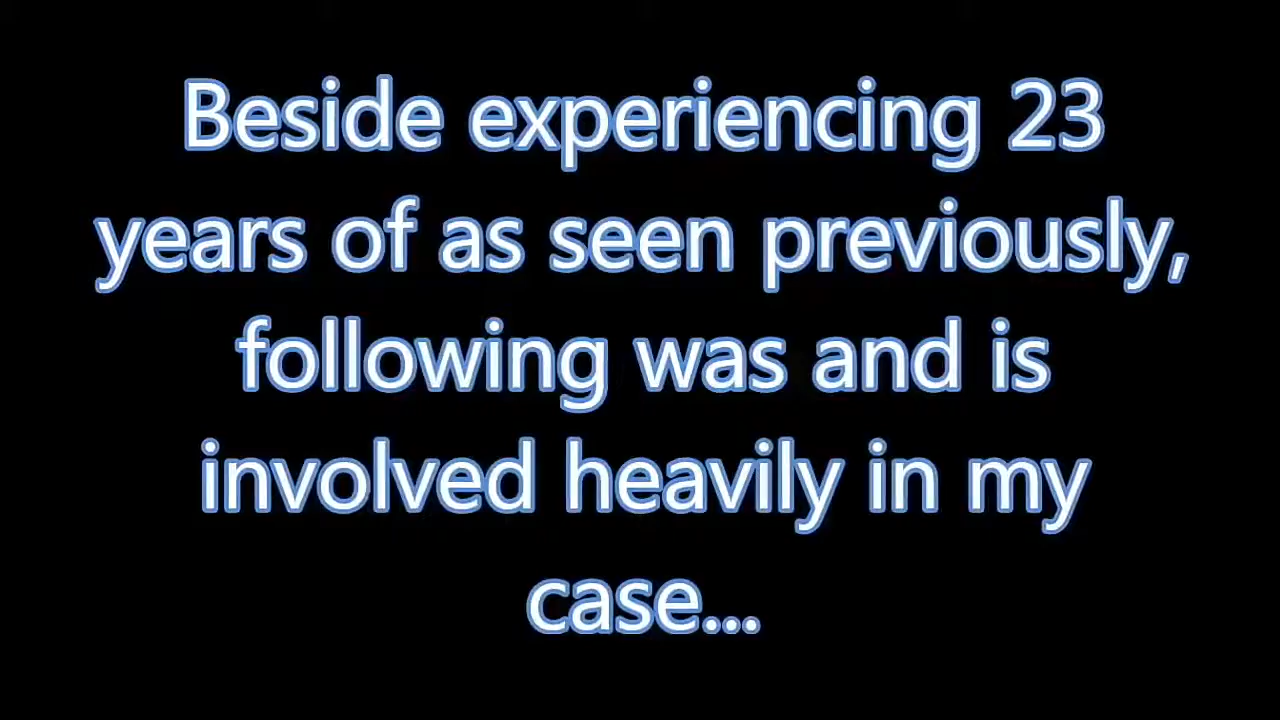 Beside experiencing 23
years of as seen previously,
following was and is
involved heavily in my
case...